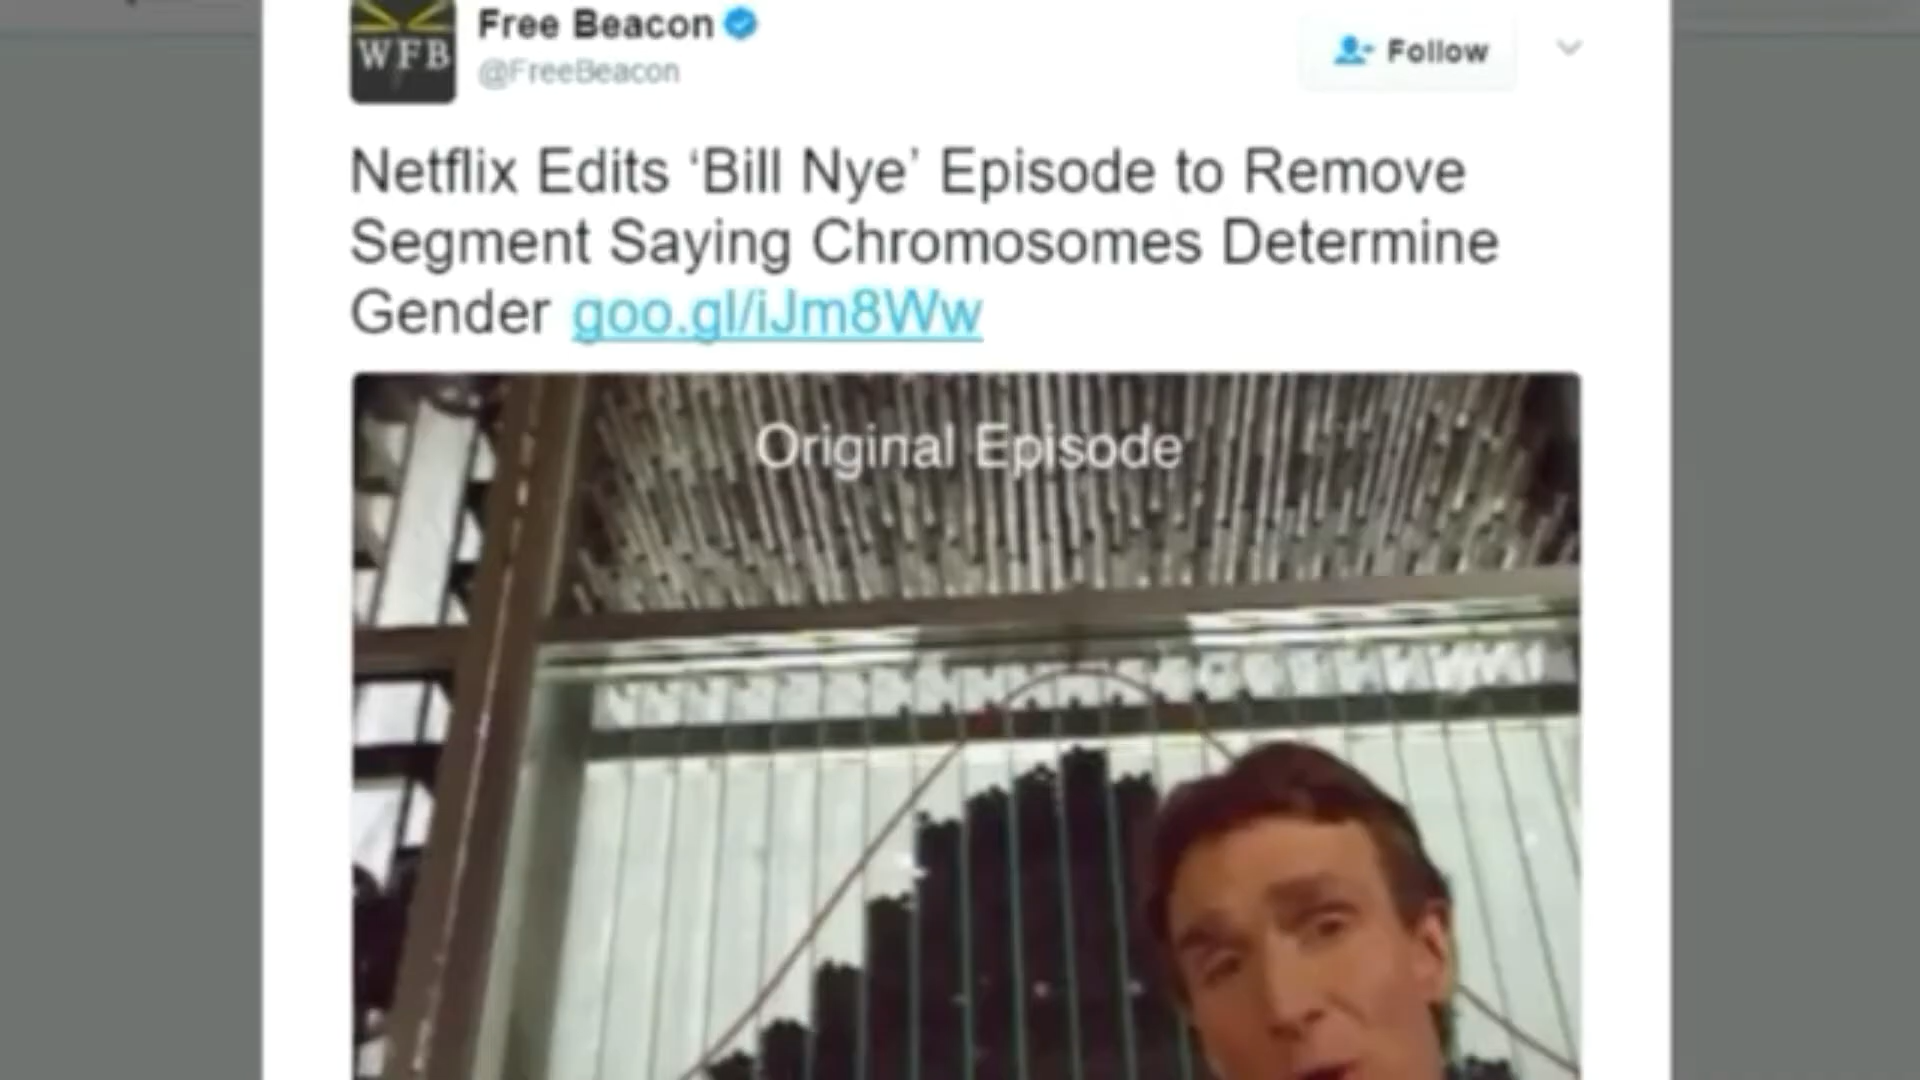 WFB
Free Beacon
@FreeBeacon
Follow
Netflix Edits ‘Bill Nye’ Episode to Remove
Segment Saying Chromosomes Determine
Gender goo.gl/iJm8Ww
Original Episode